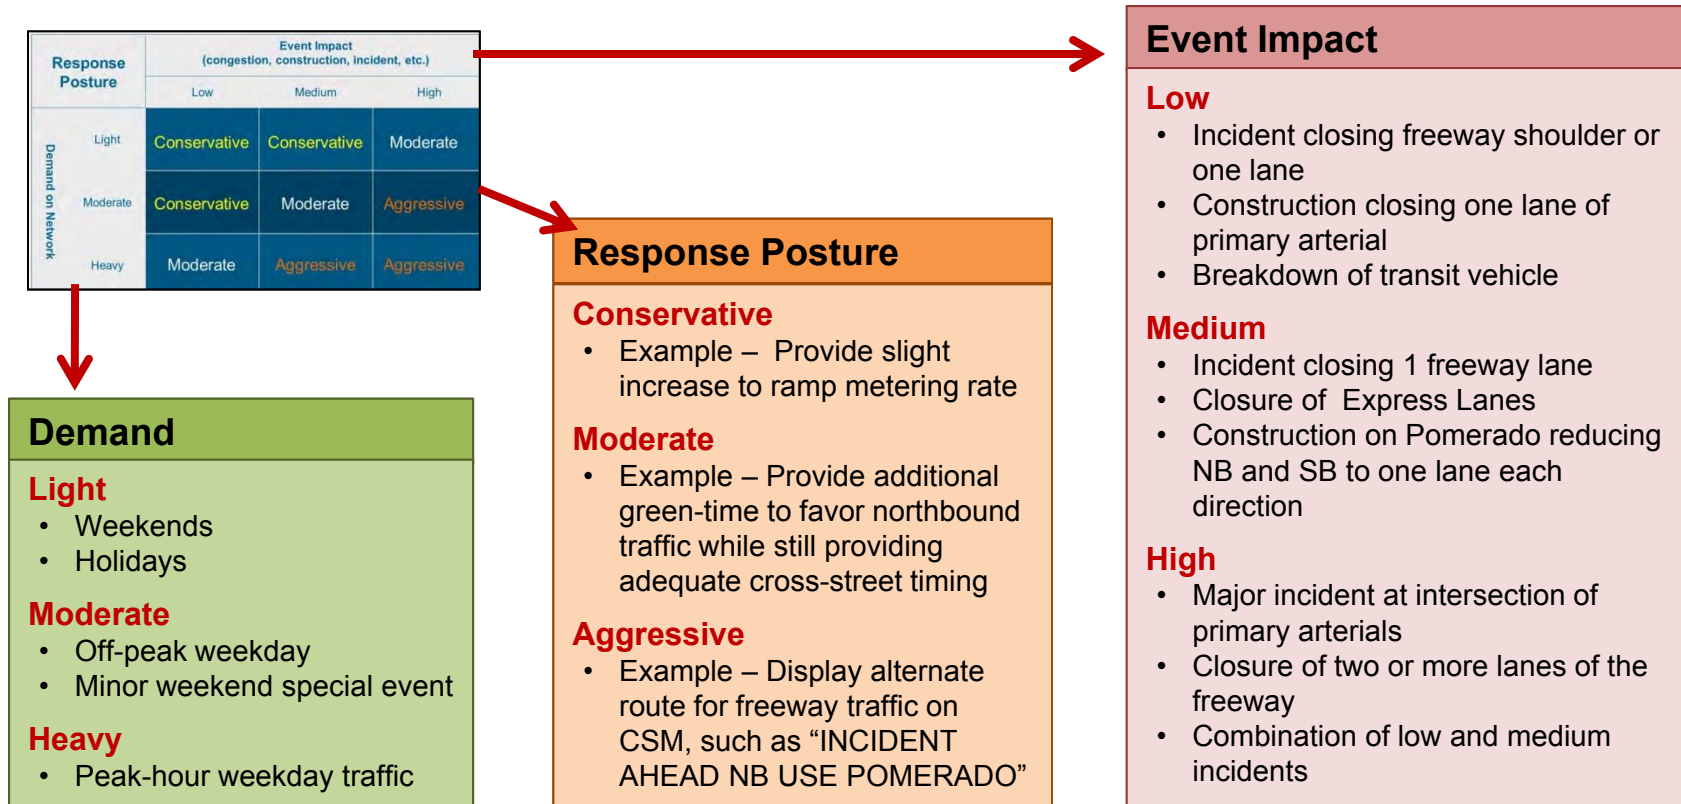 Response
Posture
Event Impact
(congestion, construction, incident, etc.)
Low
Medium
High
Demand on Network
Light
Conservative
Conservative
Moderate
Moderate
Conservative
Moderate
Aggressive
Heavy
Moderate
Aggressive
Aggressive
Demand
Light
• Weekends
• Holidays
Moderate
• Off-peak weekday
• Minor weekend special event
Heavy
• Peak-hour weekday traffic
Response Posture
Conservative
• Example – Provide slight
increase to ramp metering rate
Moderate
• Example – Provide additional
green-time to favor northbound
traffic while still providing
adequate cross-street timing
Aggressive
• Example – Display alternate
route for freeway traffic on
CSM, such as “INCIDENT
AHEAD NB USE POMERADO”
Event Impact
Low
• Incident closing freeway shoulder or
one lane
• Construction closing one lane of
primary arterial
• Breakdown of transit vehicle
Medium
• Incident closing 1 freeway lane
• Closure of Express Lanes
• Construction on Pomerado reducing
NB and SB to one lane each
direction
High
• Major incident at intersection of
primary arterials
• Closure of two or more lanes of the
freeway
• Combination of low and medium
incidents